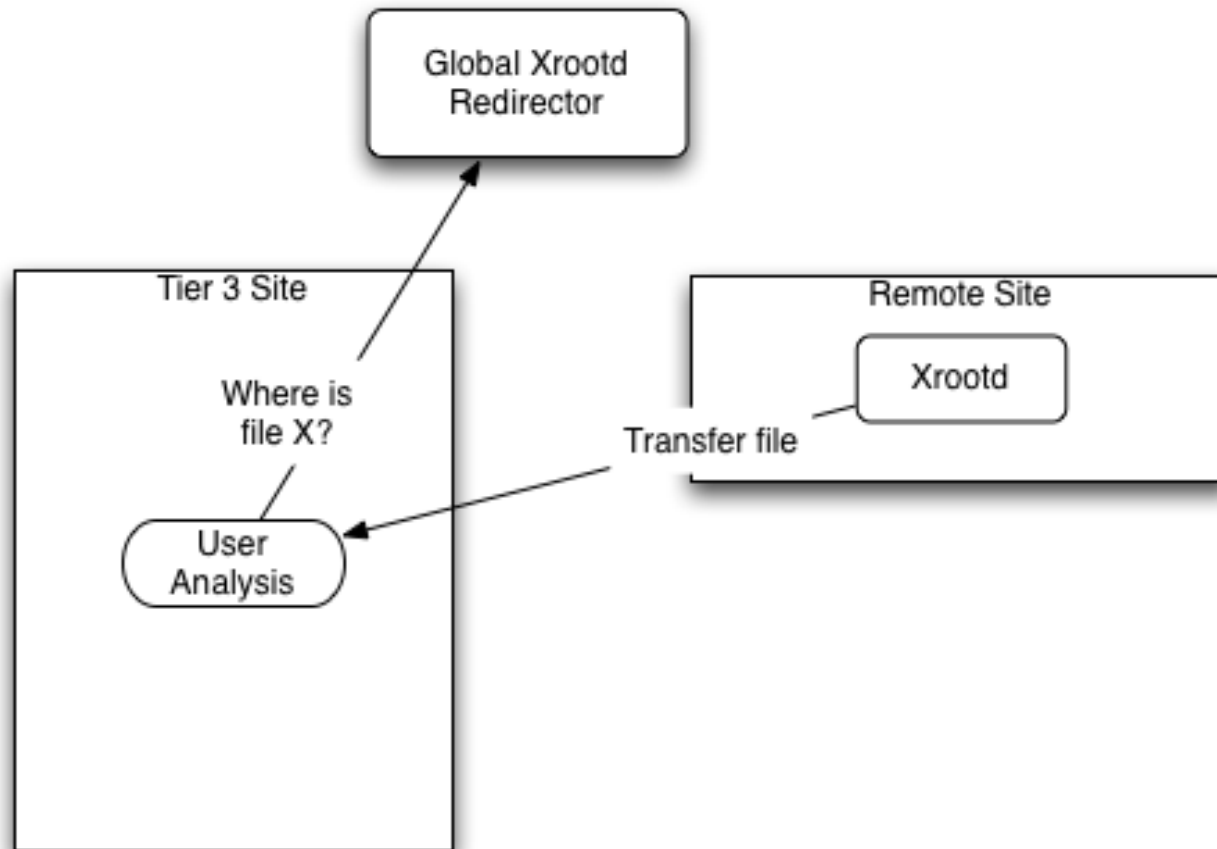 Global Xrootd
Redirector
Tier 3 Site
Remote Site
Where is
file X?
Xrootd
Transfer file
User
Analysis